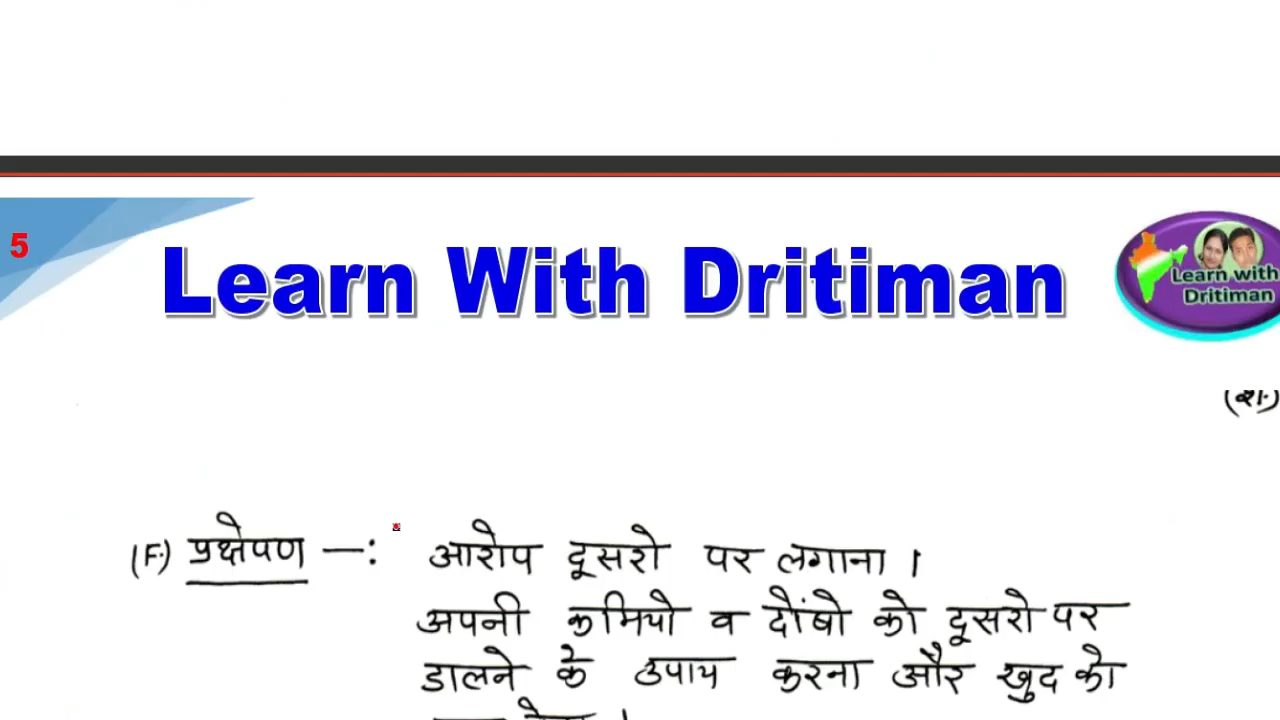 5
Learn With Dritiman
Learn with
Dritiman
(F.) प्रक्षेपण —: आरोप दूसरो पर लगाना ।
अपनी कमियो व दोंषो को दूसरो पर
डालने के उपाय करना और खुद को